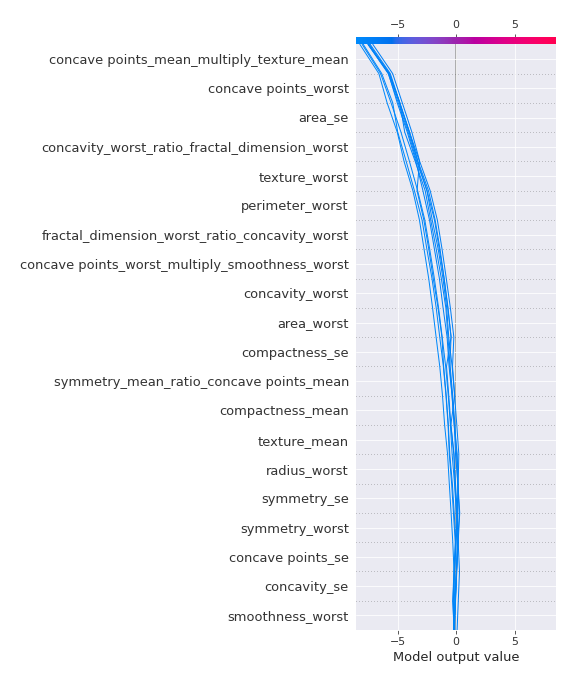 −5 0 5
concave points_mean_multiply_texture_mean
concave points_worst
area_se
concavity_worst_ratio_fractal_dimension_worst
texture_worst
perimeter_worst
fractal_dimension_worst_ratio_concavity_worst
concave points_worst_multiply_smoothness_worst
concavity_worst
area_worst
compactness_se
symmetry_mean_ratio_concave points_mean
compactness_mean
texture_mean
radius_worst
symmetry_se
symmetry_worst
concave points_se
concavity_se
smoothness_worst
−5 0 5
Model output value